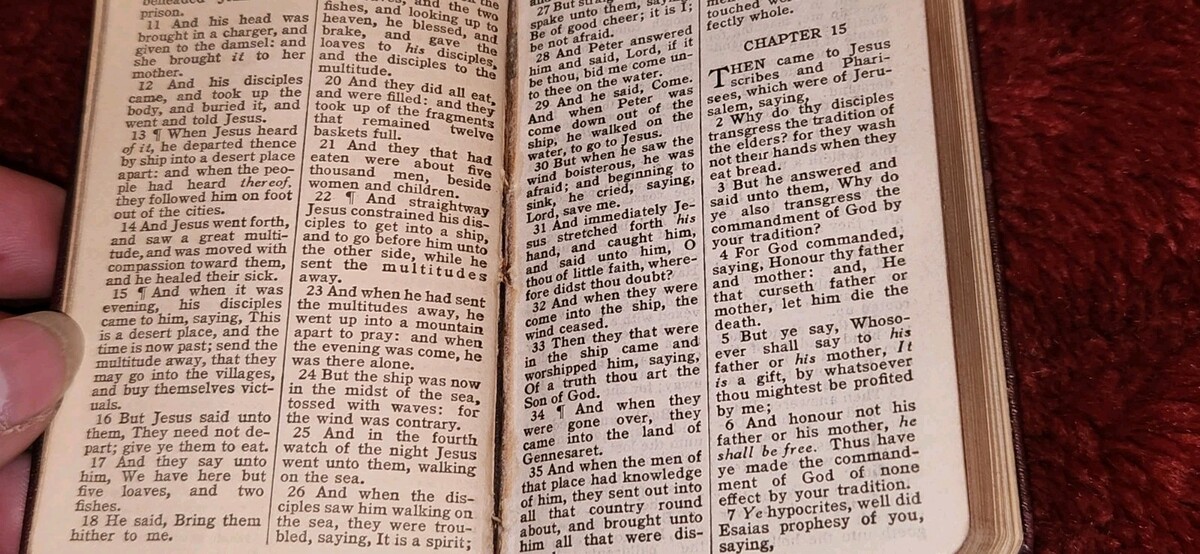 prison.
11 And his head was
brought in a charger, and
given to the damsel: and
she brought it to her
mother.
12 And his disciples
came, and took up the
body, and buried it, and
went and told Jesus.
13 ¶ When Jesus heard
of it, he departed thence
by ship into a desert place
apart: and when the peo-
ple had heard thereof,
they followed him on foot
out of the cities.
14 And Jesus went forth,
and saw a great multi-
tude, and was moved with
compassion toward them,
and he healed their sick.
15 ¶ And when it was
evening, his disciples
came to him, saying, This
is a desert place, and the
time is now past; send the
multitude away, that they
may go into the villages,
and buy themselves vict-
uals.
16 But Jesus said unto
them, They need not de-
part; give ye them to eat.
17 And they say unto
him, We have here but
five loaves, and two
fishes.
18 He said, Bring them
hither to me.
and the two
fishes, and looking up to
heaven, he blessed, and
brake, and gave the
loaves to his disciples,
and the disciples to the
multitude.
20 And they did all eat,
and were filled: and they
took up of the fragments
that remained twelve
baskets full.
21 And they that had
eaten were about five
thousand men, beside
women and children.
22 ¶ And straightway
Jesus constrained his dis-
ciples to get into a ship,
and to go before him unto
the other side, while he
sent the multitudes
away.
23 And when he had sent
the multitudes away, he
went up into a mountain
apart to pray: and when
the evening was come, he
was there alone.
24 But the ship was now
in the midst of the sea,
tossed with waves: for
the wind was contrary.
25 And in the fourth
watch of the night Jesus
went unto them, walking
on the sea.
26 And when the dis-
ciples saw him walking on
the sea, they were trou-
bled, saying, It is a spirit;
27 But
spake unto them,
Be of good cheer; it is I;
be not afraid.
28 And Peter answered
him and said, Lord, if it
be thou, bid me come un-
to thee on the water.
29 And he said, Come.
And when Peter was
come down out of the
ship, he walked on the
water, to go to Jesus.
30 But when he saw the
wind boisterous, he was
afraid; and beginning to
sink, he cried, saying,
Lord, save me.
31 And immediately Je-
sus stretched forth his
hand, and caught him,
and said unto him, O
thou of little faith, where-
fore didst thou doubt?
32 And when they were
come into the ship, the
wind ceased.
33 Then they that were
in the ship came and
worshipped him, saying,
Of a truth thou art the
Son of God.
34 ¶ And when they
were gone over, they
came into the land of
Gennesaret.
35 And when the men of
that place had knowledge
of him, they sent out into
all that country round
about, and brought unto
him all that were dis-
touched
fectly whole.
CHAPTER 15
THEN came to Jesus
scribes and Phari-
sees, which were of Jeru-
salem, saying,
2 Why do thy disciples
transgress the tradition of
the elders? for they wash
not their hands when they
eat bread.
3 But he answered and
said unto them, Why do
ye also transgress the
commandment of God by
your tradition?
4 For God commanded,
saying, Honour thy father
and mother: and, He
that curseth father or
mother, let him die the
death.
5 But ye say, Whoso-
ever shall say to his
father or his mother, It
is a gift, by whatsoever
thou mightest be profited
by me;
6 And honour not his
father or his mother, he
shall be free. Thus have
ye made the command-
ment of God of none
effect by your tradition.
7 Ye hypocrites, well did
Esaias prophesy of you,
saying,